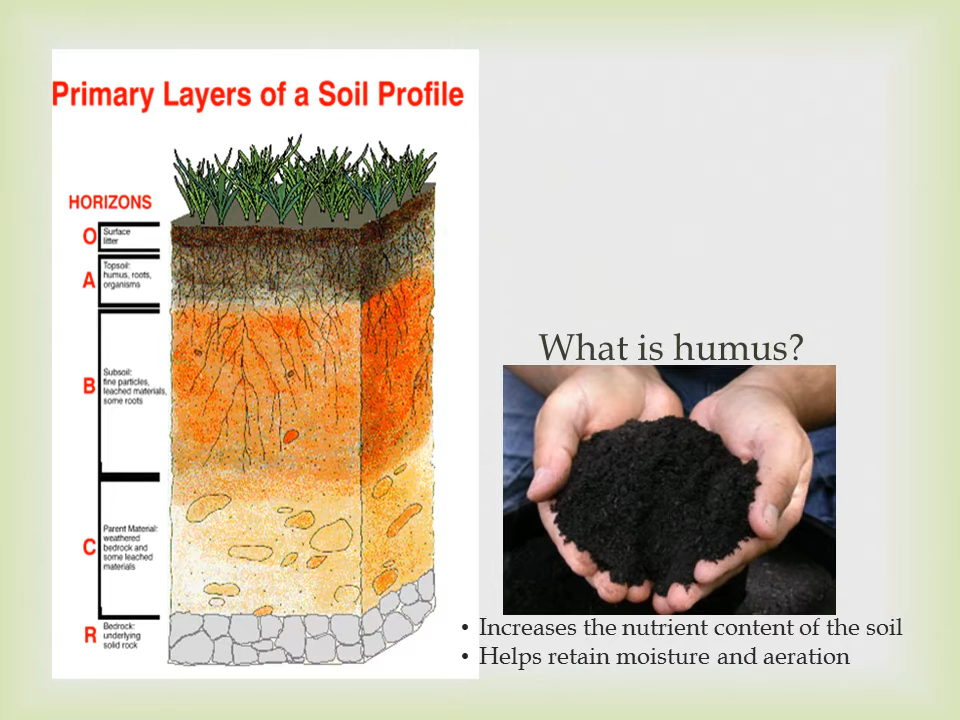 Primary Layers of a Soil Profile
HORIZONS
O
Surface
litter
A
Topsoil:
humus, roots,
organisms
B
Subsoil:
fine particles,
leached materials,
some roots
C
Parent Material:
weathered
bedrock and
some leached
materials
R
Bedrock:
underlying
solid rock
What is humus?
• Increases the nutrient content of the soil
• Helps retain moisture and aeration